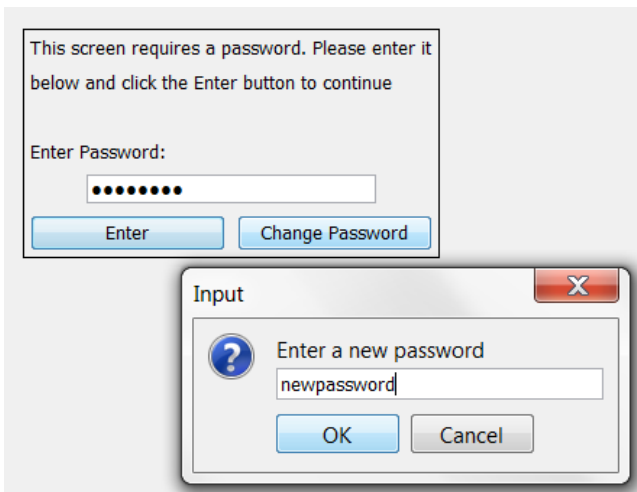 This screen requires a password. Please enter it
below and click the Enter button to continue
Enter Password:
••••••••
Enter
Change Password
Input
Enter a new password
newpassword
OK
Cancel